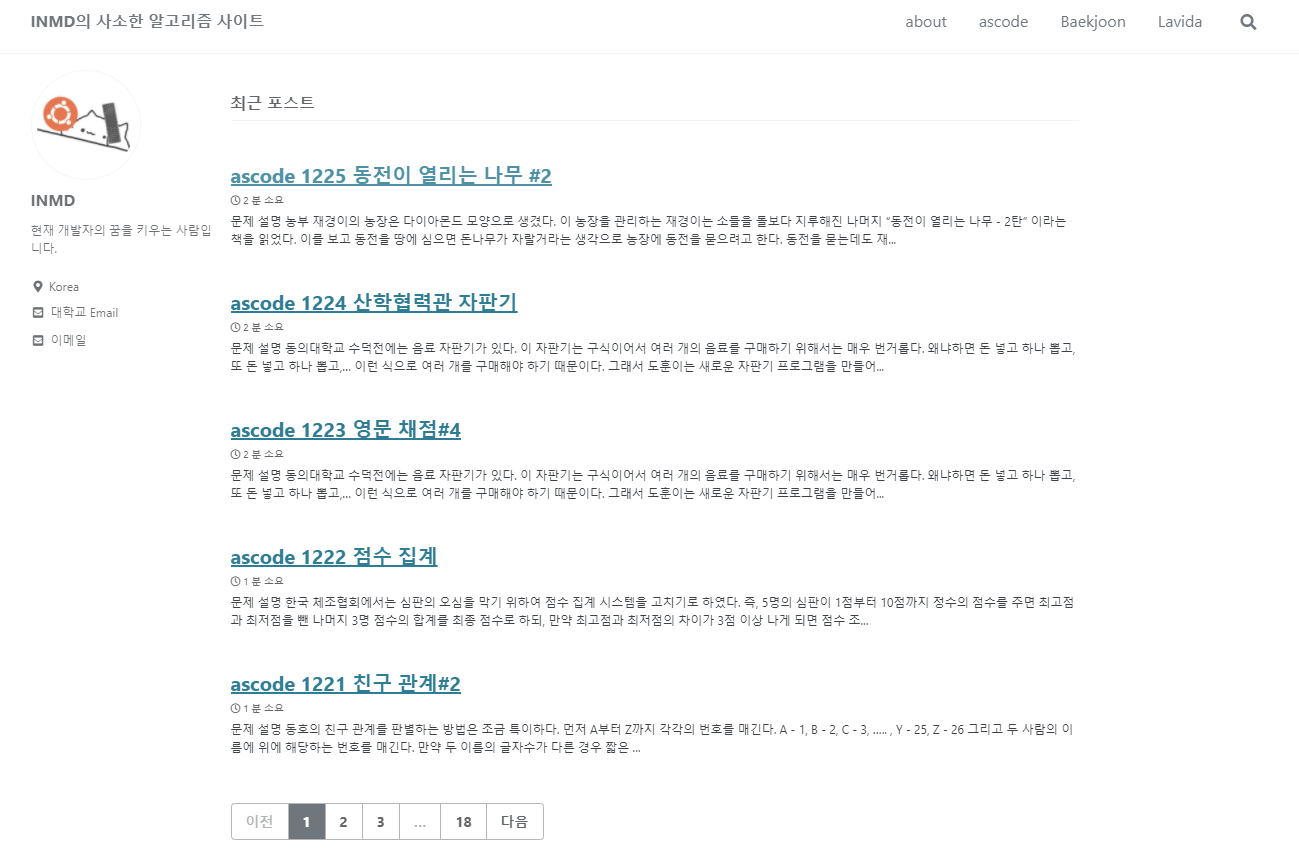 INMD의 사소한 알고리즘 사이트
about ascode Baekjoon Lavida
INMD
현재 개발자의 꿈을 키우는 사람입
니다.
Korea
대학교 Email
이메일
최근 포스트
ascode 1225 동전이 열리는 나무 #2
2 분 소요
문제 설명 농부 재경이의 농장은 다이아몬드 모양으로 생겼다. 이 농장을 관리하는 재경이는 소들을 돌보다 지루해진 나머지 “동전이 열리는 나무 - 2탄” 이라는
책을 읽었다. 이를 보고 동전을 땅에 심으면 돈나무가 자랄거라는 생각으로 농장에 동전을 묻으려고 한다. 동전을 묻는데도 재...
ascode 1224 산학협력관 자판기
2 분 소요
문제 설명 동의대학교 수덕전에는 음료 자판기가 있다. 이 자판기는 구식이어서 여러 개의 음료를 구매하기 위해서는 매우 번거롭다. 왜냐하면 돈 넣고 하나 뽑고,
또 돈 넣고 하나 뽑고,... 이런 식으로 여러 개를 구매해야 하기 때문이다. 그래서 도훈이는 새로운 자판기 프로그램을 만들어...
ascode 1223 영문 채점#4
2 분 소요
문제 설명 동의대학교 수덕전에는 음료 자판기가 있다. 이 자판기는 구식이어서 여러 개의 음료를 구매하기 위해서는 매우 번거롭다. 왜냐하면 돈 넣고 하나 뽑고,
또 돈 넣고 하나 뽑고,... 이런 식으로 여러 개를 구매해야 하기 때문이다. 그래서 도훈이는 새로운 자판기 프로그램을 만들어...
ascode 1222 점수 집계
1 분 소요
문제 설명 한국 체조협회에서는 심판의 오심을 막기 위하여 점수 집계 시스템을 고치기로 하였다. 즉, 5명의 심판이 1점부터 10점까지 정수의 점수를 주면 최고점
과 최저점을 뺀 나머지 3명 점수의 합계를 최종 점수로 하되, 만약 최고점과 최저점의 차이가 3점 이상 나게 되면 점수 조...
ascode 1221 친구 관계#2
1 분 소요
문제 설명 동호의 친구 관계를 판별하는 방법은 조금 특이하다. 먼저 A부터 Z까지 각각의 번호를 매긴다. A - 1, B - 2, C - 3, ..... , Y - 25, Z - 26 그리고 두 사람의 이
름에 위에 해당하는 번호를 매긴다. 만약 두 이름의 글자수가 다른 경우 짧은 ...
이전 1 2 3 ... 18 다음